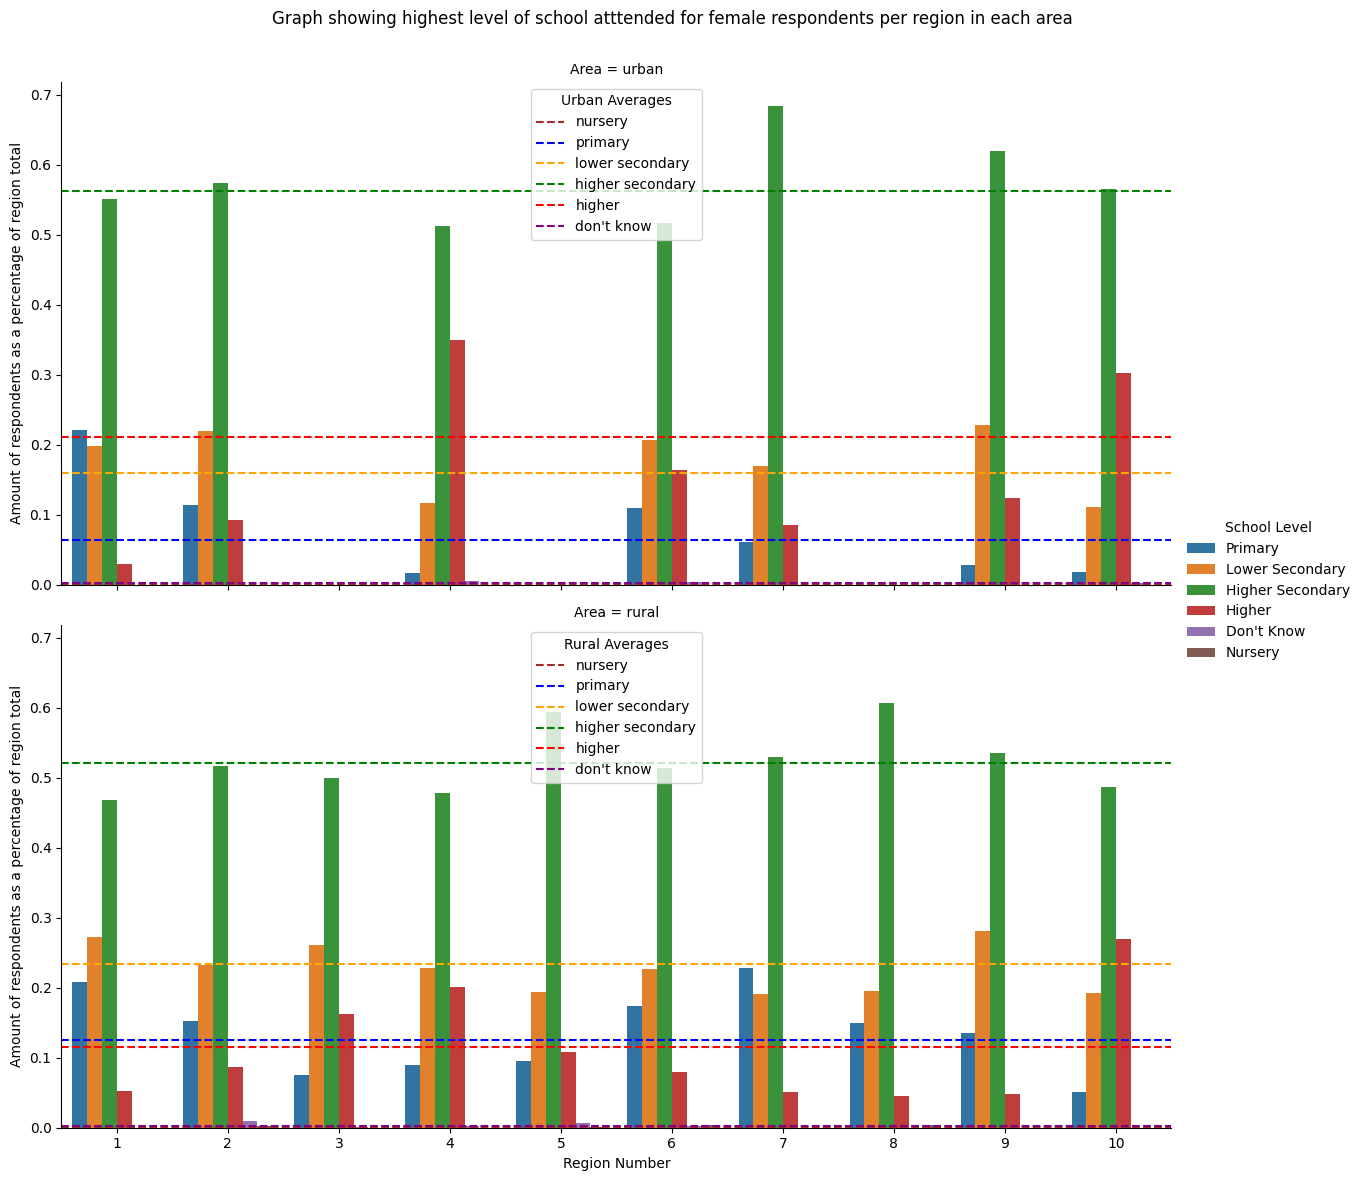 Graph showing highest level of school atttended for female respondents per region in each area
Area = urban
Amount of respondents as a percentage of region total
0.7
0.6
0.5
0.4
0.3
0.2
0.1
0.0
Urban Averages
nursery
primary
lower secondary
higher secondary
higher
don't know
School Level
Primary
Lower Secondary
Higher Secondary
Higher
Don't Know
Nursery
Area = rural
Amount of respondents as a percentage of region total
0.7
0.6
0.5
0.4
0.3
0.2
0.1
0.0
Rural Averages
nursery
primary
lower secondary
higher secondary
higher
don't know
1 2 3 4 5 6 7 8 9 10
Region Number